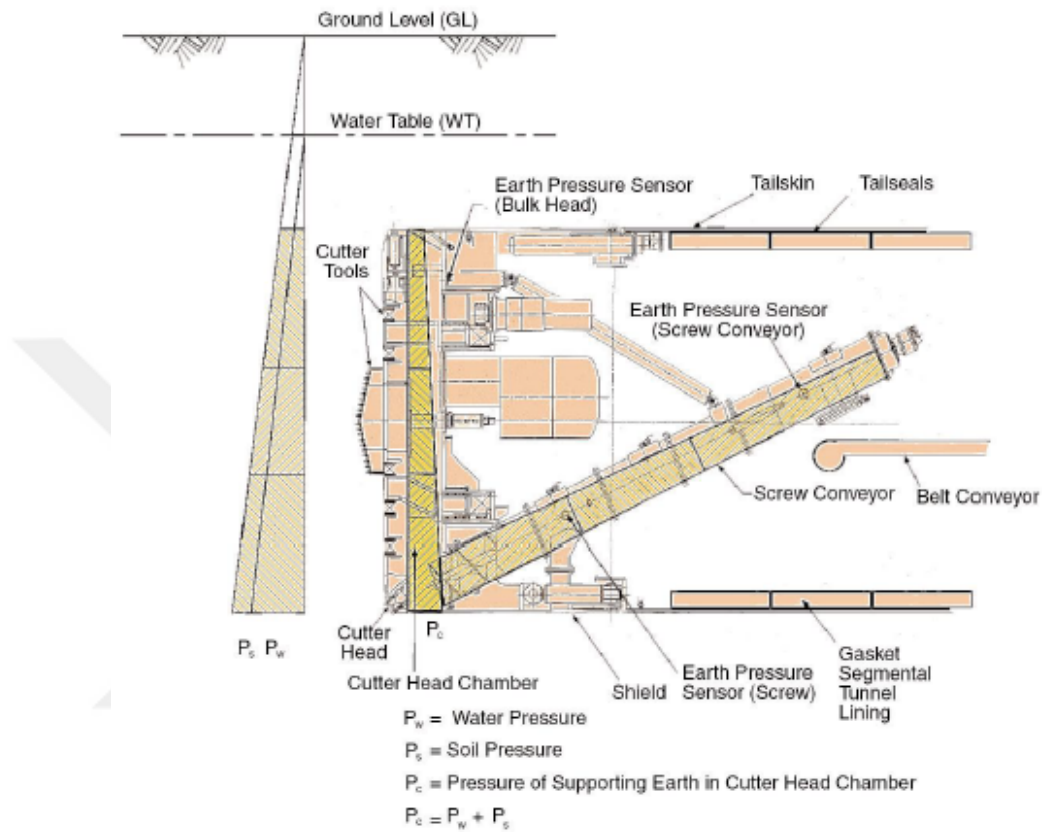 Ground Level (GL)
Water Table (WT)
Earth Pressure Sensor
(Bulk Head)
Tailskin
Tailseals
Cutter
Tools
Earth Pressure Sensor
(Screw Conveyor)
Screw Conveyor
Belt Conveyor
Ps Pw
Cutter
Head
Pc
Cutter Head Chamber
Shield
Earth Pressure
Sensor (Screw)
Gasket
Segmental
Tunnel
Lining
Pw = Water Pressure
Ps = Soil Pressure
Pc = Pressure of Supporting Earth in Cutter Head Chamber
Pc = Pw + Ps